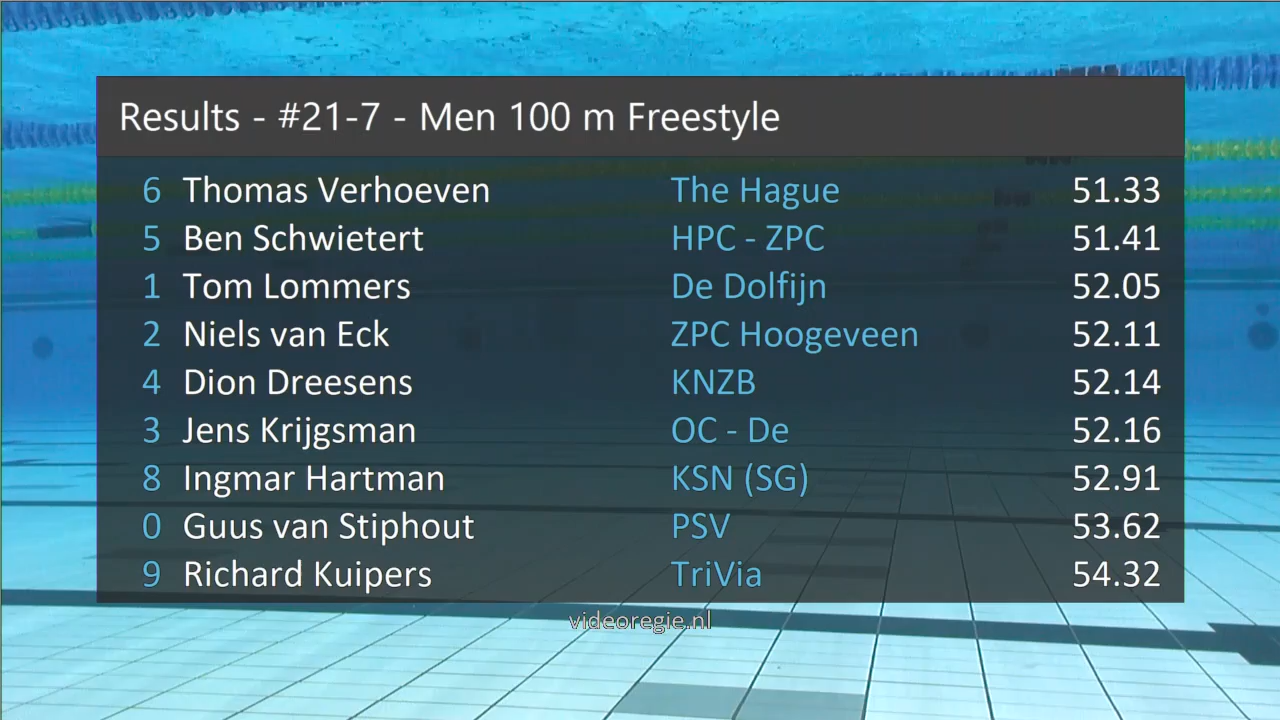 Results - #21-7 - Men 100 m Freestyle
6 Thomas Verhoeven The Hague 51.33
5 Ben Schwietert HPC - ZPC 51.41
1 Tom Lommers De Dolfijn 52.05
2 Niels van Eck ZPC Hoogeveen 52.11
4 Dion Dreesens KNZB 52.14
3 Jens Krijgsman OC - De 52.16
8 Ingmar Hartman KSN (SG) 52.91
0 Guus van Stiphout PSV 53.62
9 Richard Kuipers TriVia 54.32
videoregie.nl